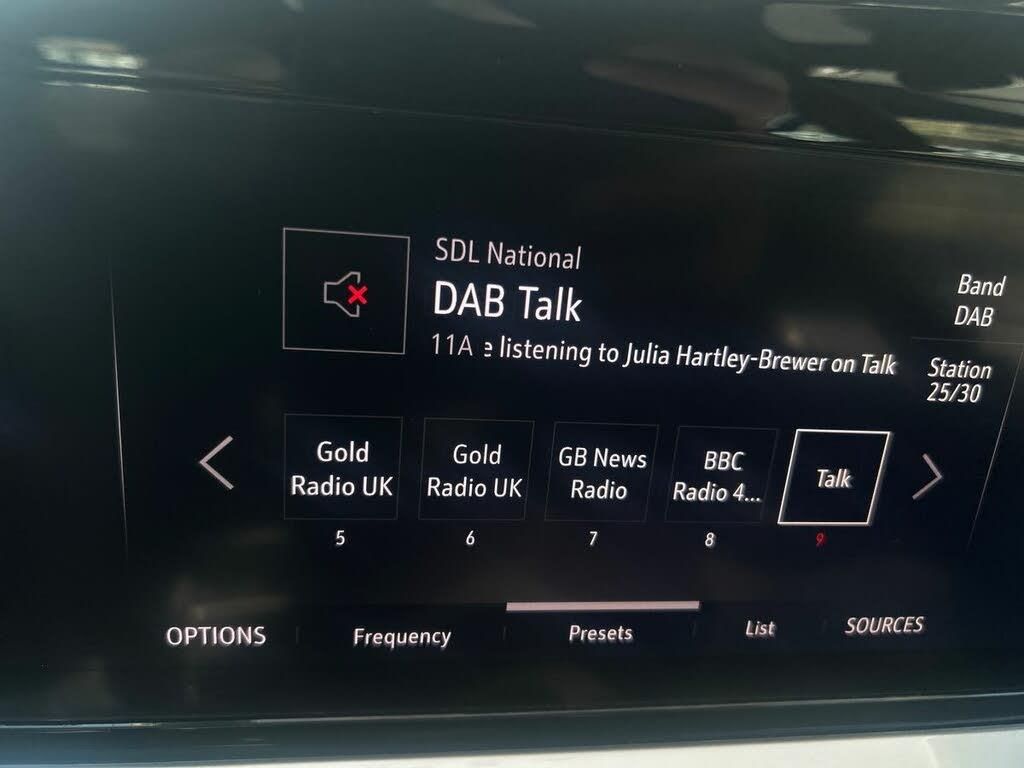 SDL National
DAB Talk
11A e listening to Julia Hartley-Brewer on Talk
Band
DAB
Station
25/30
Gold
Radio UK
5
Gold
Radio UK
6
GB News
Radio
7
BBC
Radio 4...
8
Talk
9
OPTIONS
Frequency
Presets
List
SOURCES